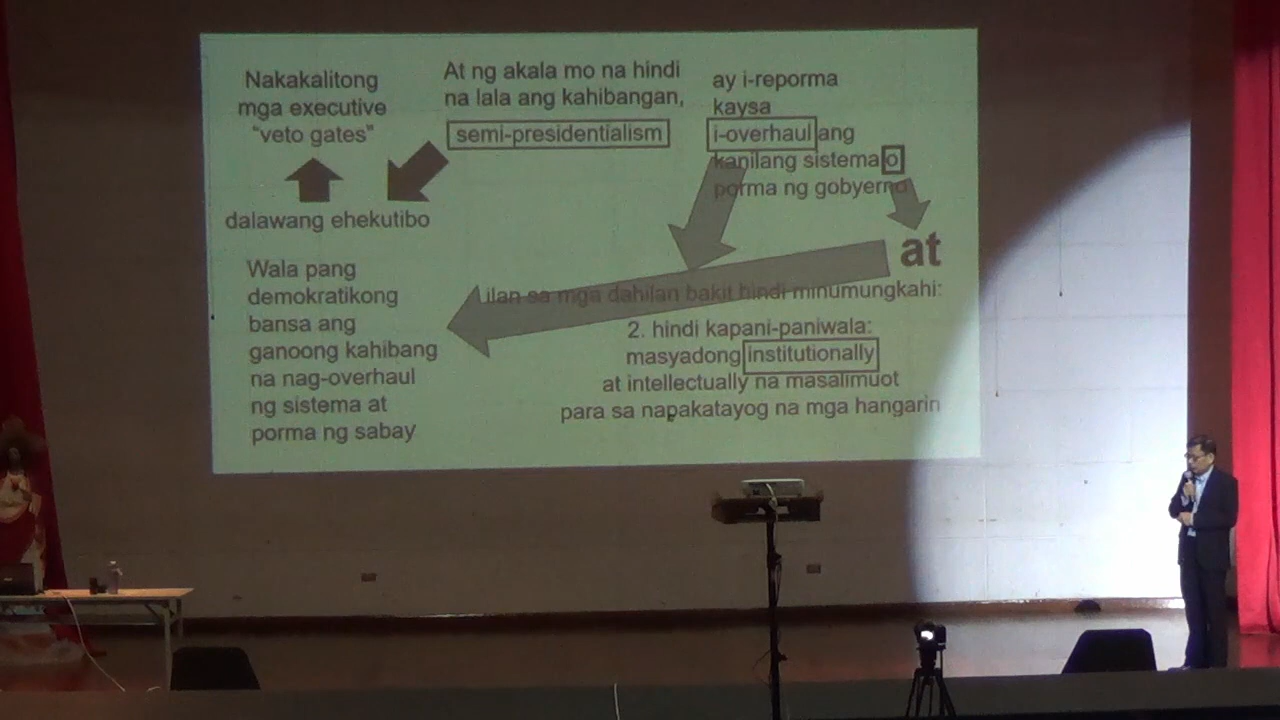 Nakakalitong
mga executive
"veto gates"
dalawang ehekutibo
Wala pang
demokratikong
bansa ang
ganoong kahibang
na nag-overhaul
ng sistema at
porma ng sabay
At ng akala mo na hindi
na lala ang kahibangan,
semi-presidentialism
ay i-reporma
kaysa
i-overhaul ang
kanilang sistema o
porma ng gobyerno
at
ilan sa mga dahilan bakit hindi minumungkahi:
2. hindi kapani-paniwala:
masyadong institutionally
at intellectually na masalimuot
para sa napakatayog na mga hangarin